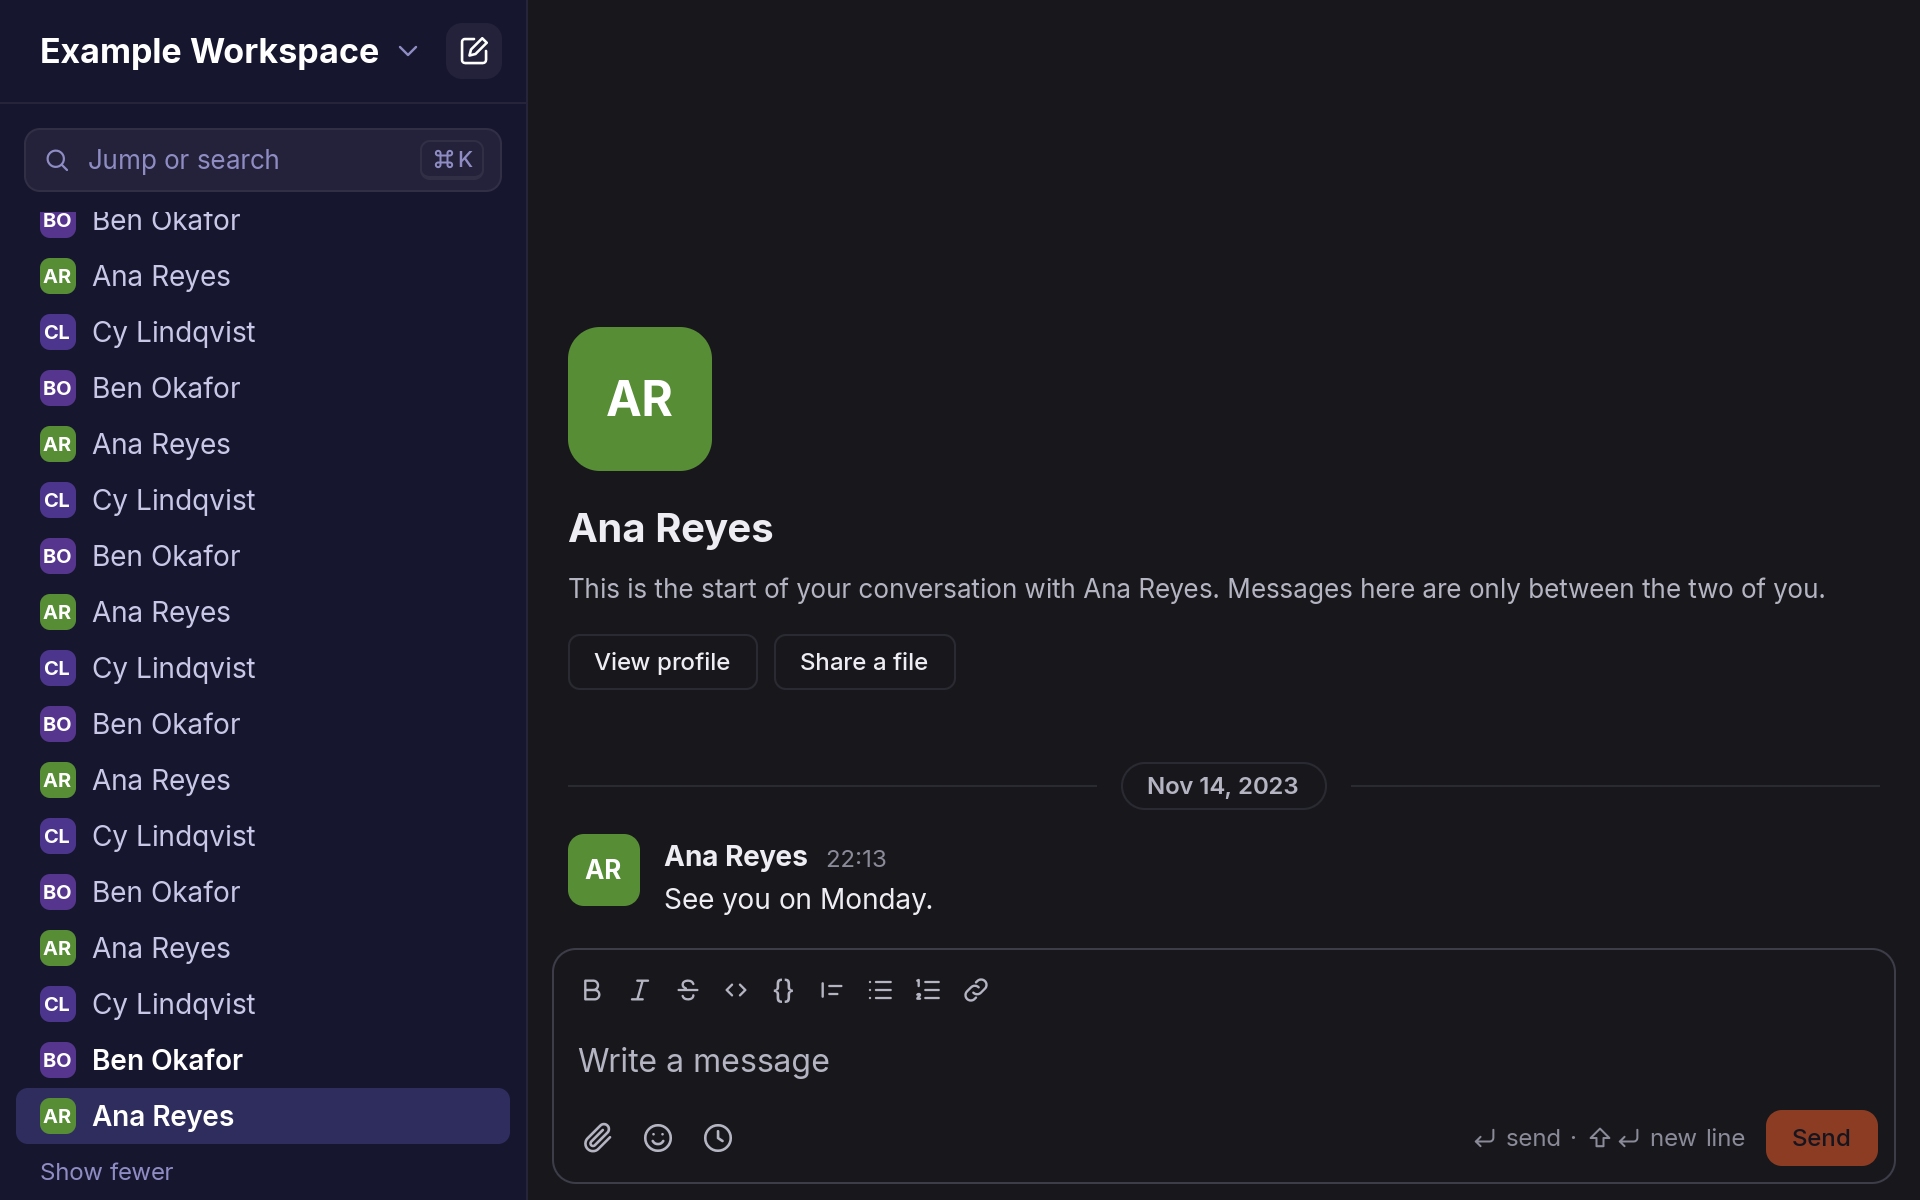 Example Workspace
Jump or search ⌘K
BO Ben Okafor
AR Ana Reyes
CL Cy Lindqvist
BO Ben Okafor
AR Ana Reyes
CL Cy Lindqvist
BO Ben Okafor
AR Ana Reyes
CL Cy Lindqvist
BO Ben Okafor
AR Ana Reyes
CL Cy Lindqvist
BO Ben Okafor
AR Ana Reyes
CL Cy Lindqvist
BO Ben Okafor
AR Ana Reyes
Show fewer
AR
Ana Reyes
This is the start of your conversation with Ana Reyes. Messages here are only between the two of you.
View profile Share a file
Nov 14, 2023
AR Ana Reyes 22:13
See you on Monday.
Write a message
send · new line Send